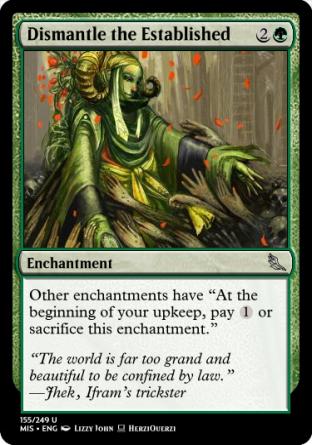 Dismantle the Established 2
Enchantment
Other enchantments have “At the
beginning of your upkeep, pay 1 or
sacrifice this enchantment.”
“The world is far too grand and
beautiful to be confined by law.”
—Jhek, Ifram's trickster
155/249 U
MIS • ENG Lizzy John HerziQuerzi